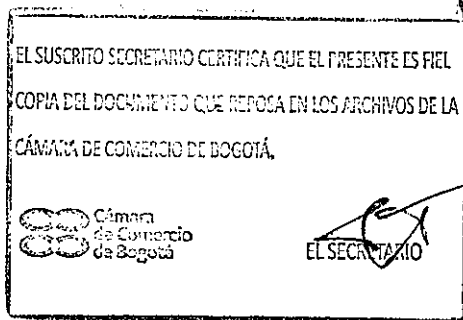 EL SUSCRITO SECRETARIO CERTIFICA QUE EL PRESENTE ES FIEL
COPIA DEL DOCUMENTO QUE REPOSA EN LOS ARCHIVOS DE LA
CÁMARA DE COMERCIO DE BOGOTÁ.
Cámara
de Comercio
de Bogotá
EL SECRETARIO